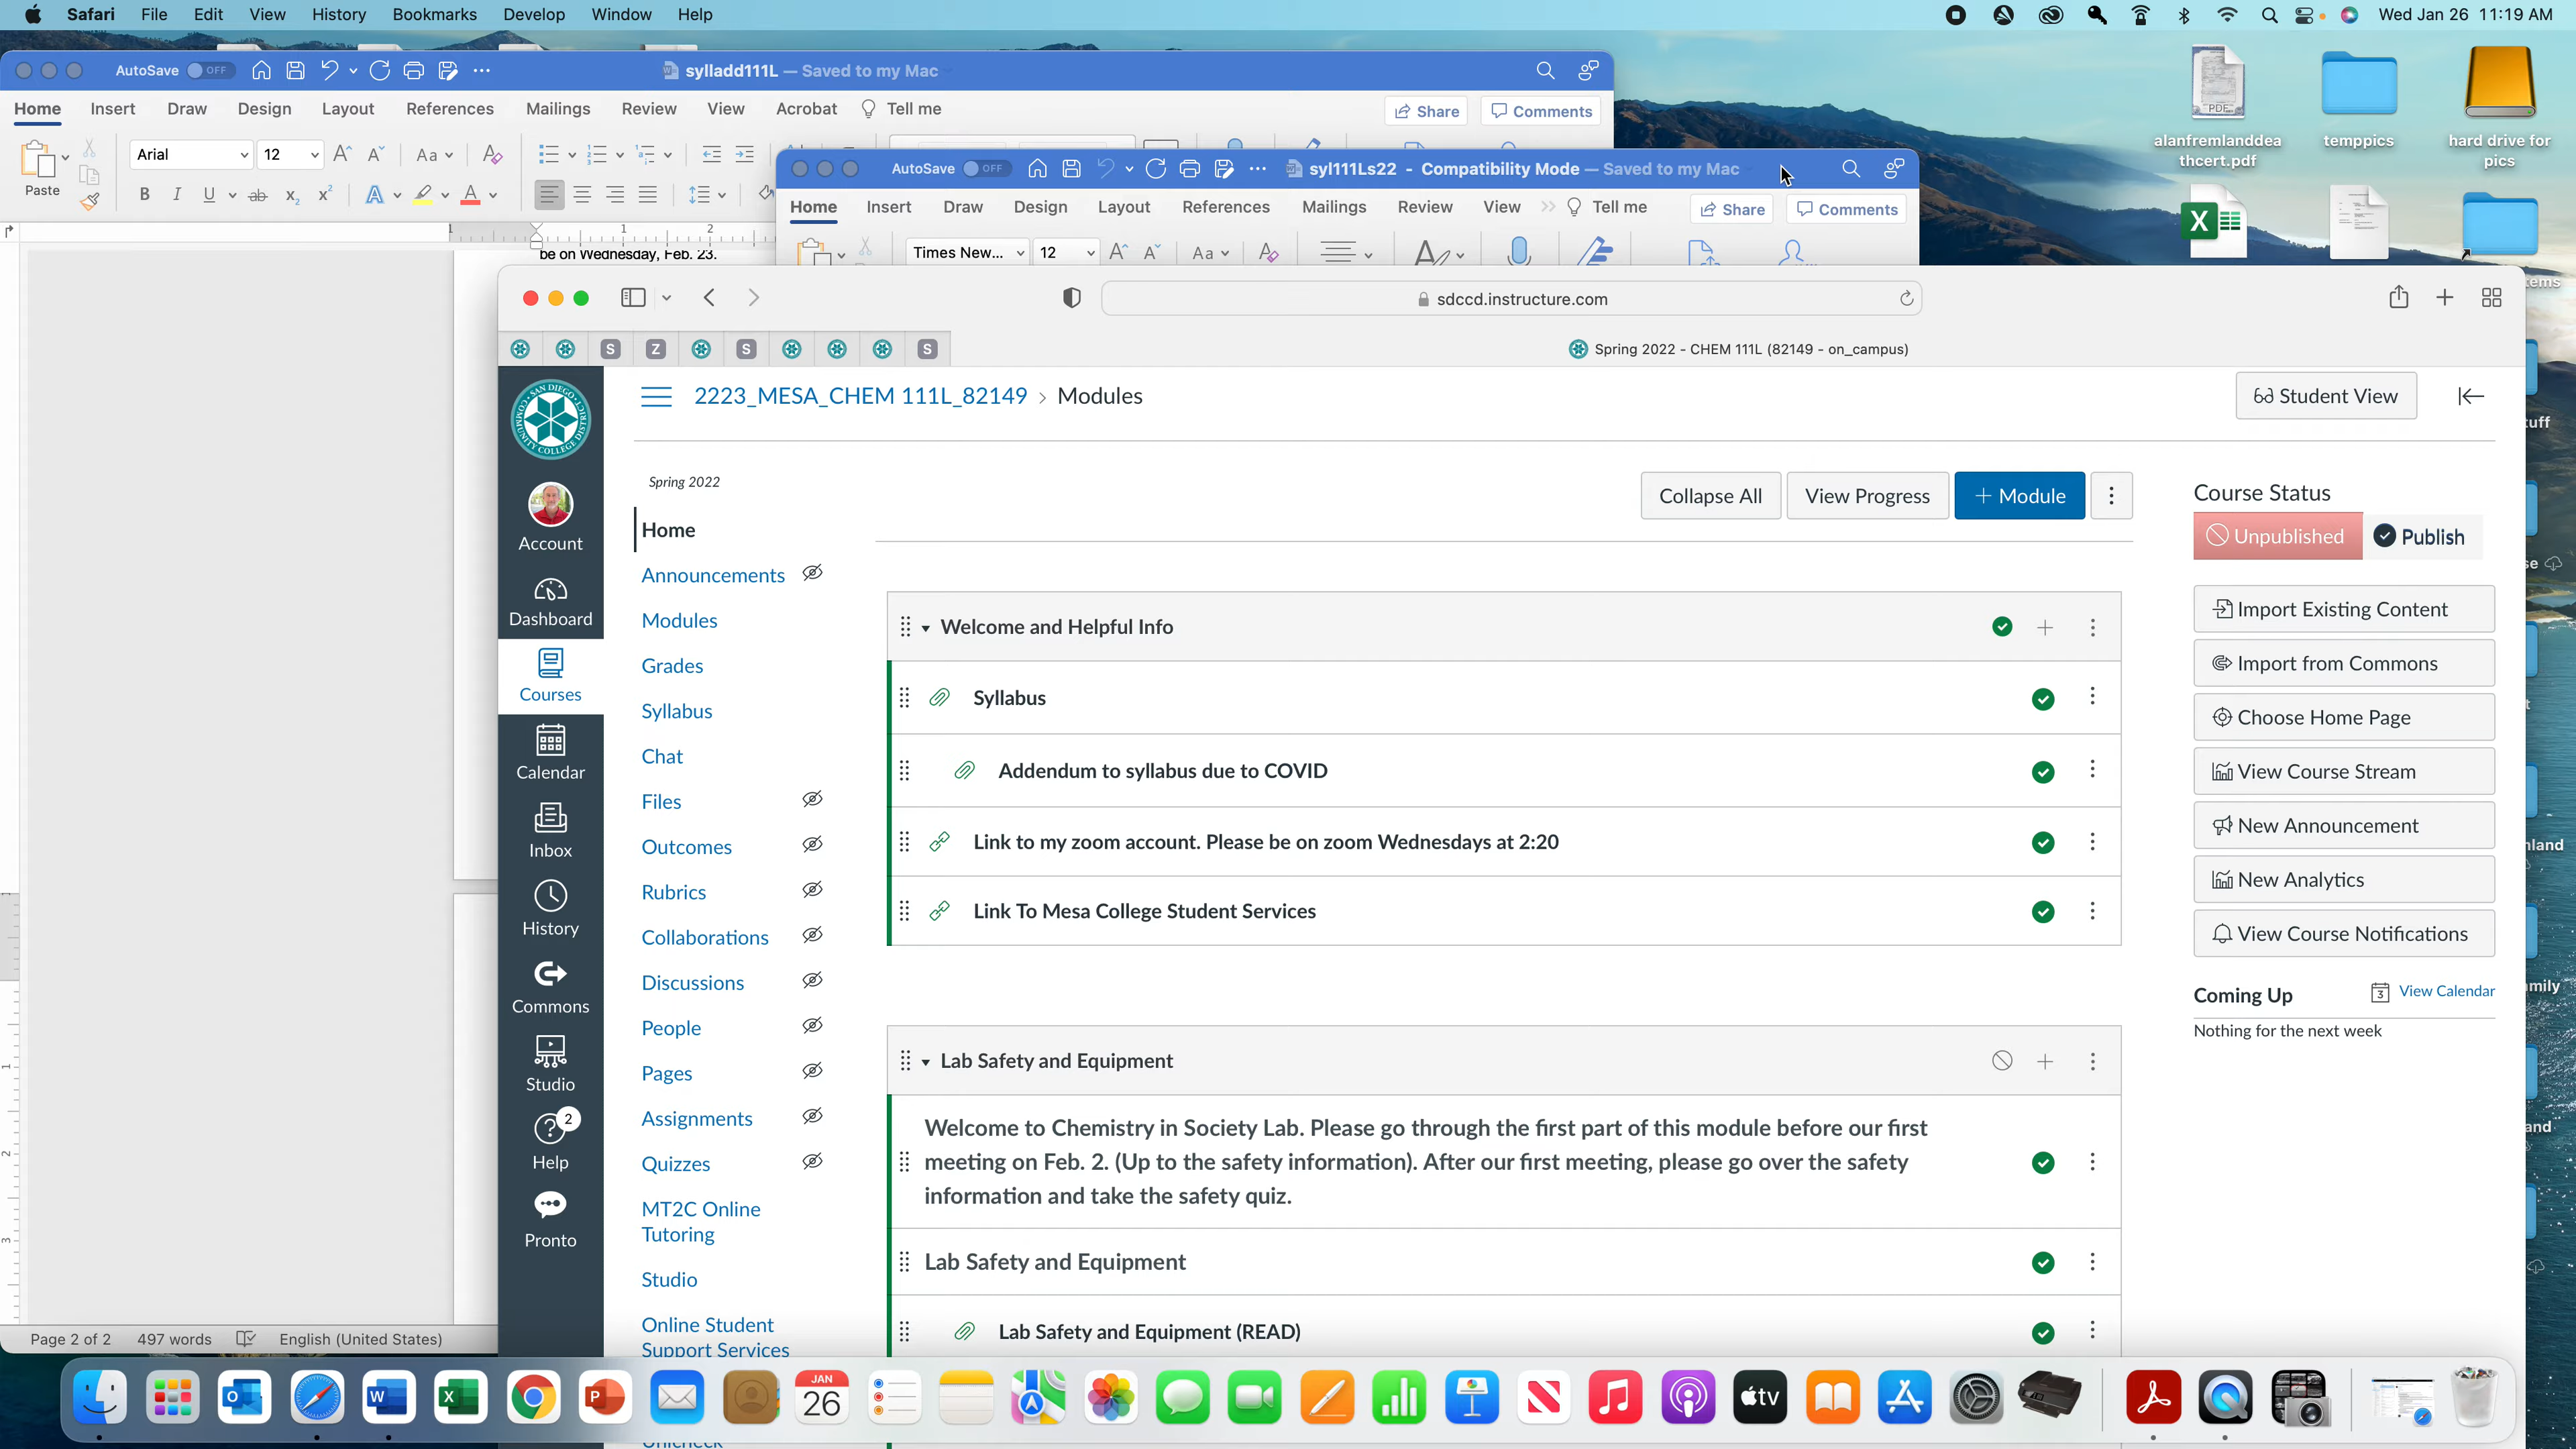 Safari File Edit View History Bookmarks Develop Window Help
Wed Jan 26 11:19 AM
AutoSave OFF
sylladd111L — Saved to my Mac
Home Insert Draw Design Layout References Mailings Review View Acrobat Tell me
Share Comments
Paste
Arial 12
be on Wednesday, Feb. 23.
AutoSave OFF
syl111Ls22 - Compatibility Mode — Saved to my Mac
Home Insert Draw Design Layout References Mailings Review View Tell me
Share Comments
Times New... 12
alanfremlanddea
thcert.pdf
temppics
hard drive for
pics
sdccd.instructure.com
Spring 2022 - CHEM 111L (82149 - on_campus)
SAN DIEGO COMMUNITY COLLEGE DISTRICT
2223_MESA_CHEM 111L_82149 > Modules
Student View
Account
Dashboard
Courses
Calendar
Inbox
History
Commons
Studio
2
Help
Pronto
Spring 2022
Home
Announcements
Modules
Grades
Syllabus
Chat
Files
Outcomes
Rubrics
Collaborations
Discussions
People
Pages
Assignments
Quizzes
MT2C Online
Tutoring
Studio
Online Student
Support Services
Unicheck
Collapse All View Progress + Module
Welcome and Helpful Info
Syllabus
Addendum to syllabus due to COVID
Link to my zoom account. Please be on zoom Wednesdays at 2:20
Link To Mesa College Student Services
Lab Safety and Equipment
Welcome to Chemistry in Society Lab. Please go through the first part of this module before our first
meeting on Feb. 2. (Up to the safety information). After our first meeting, please go over the safety
information and take the safety quiz.
Lab Safety and Equipment
Lab Safety and Equipment (READ)
Course Status
Unpublished Publish
Import Existing Content
Import from Commons
Choose Home Page
View Course Stream
New Announcement
New Analytics
View Course Notifications
Coming Up
3 View Calendar
Nothing for the next week
Page 2 of 2 497 words English (United States)
JAN
26
tv